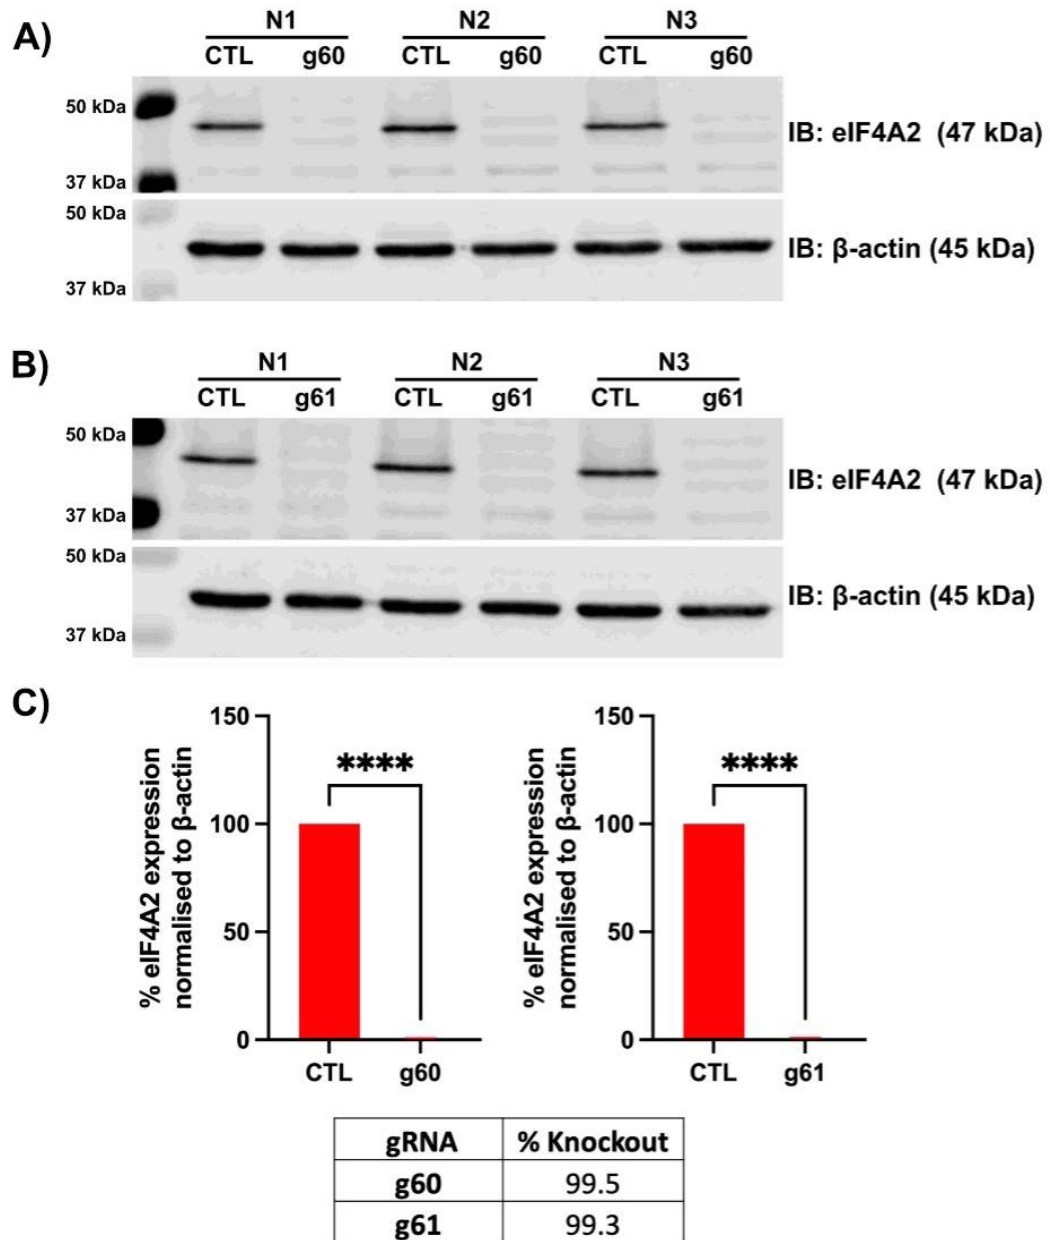 A)
N1 N2 N3
CTL g60 CTL g60 CTL g60
50 kDa
IB: eIF4A2 (47 kDa)
37 kDa
50 kDa
IB: β-actin (45 kDa)
37 kDa
B)
N1 N2 N3
CTL g61 CTL g61 CTL g61
50 kDa
IB: eIF4A2 (47 kDa)
37 kDa
50 kDa
IB: β-actin (45 kDa)
37 kDa
C)
% eIF4A2 expression
normalised to β-actin
150
100
50
0
****
CTL g60
% eIF4A2 expression
normalised to β-actin
150
100
50
0
****
CTL g61
gRNA % Knockout
g60 99.5
g61 99.3